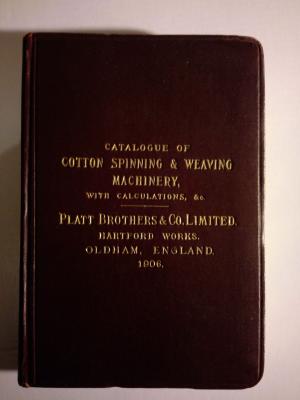 CATALOGUE OF
COTTON SPINNING & WEAVING
MACHINERY,
WITH CALCULATIONS, &c.
PLATT BROTHERS & CO. LIMITED.
HARTFORD WORKS.
OLDHAM, ENGLAND.
1906.